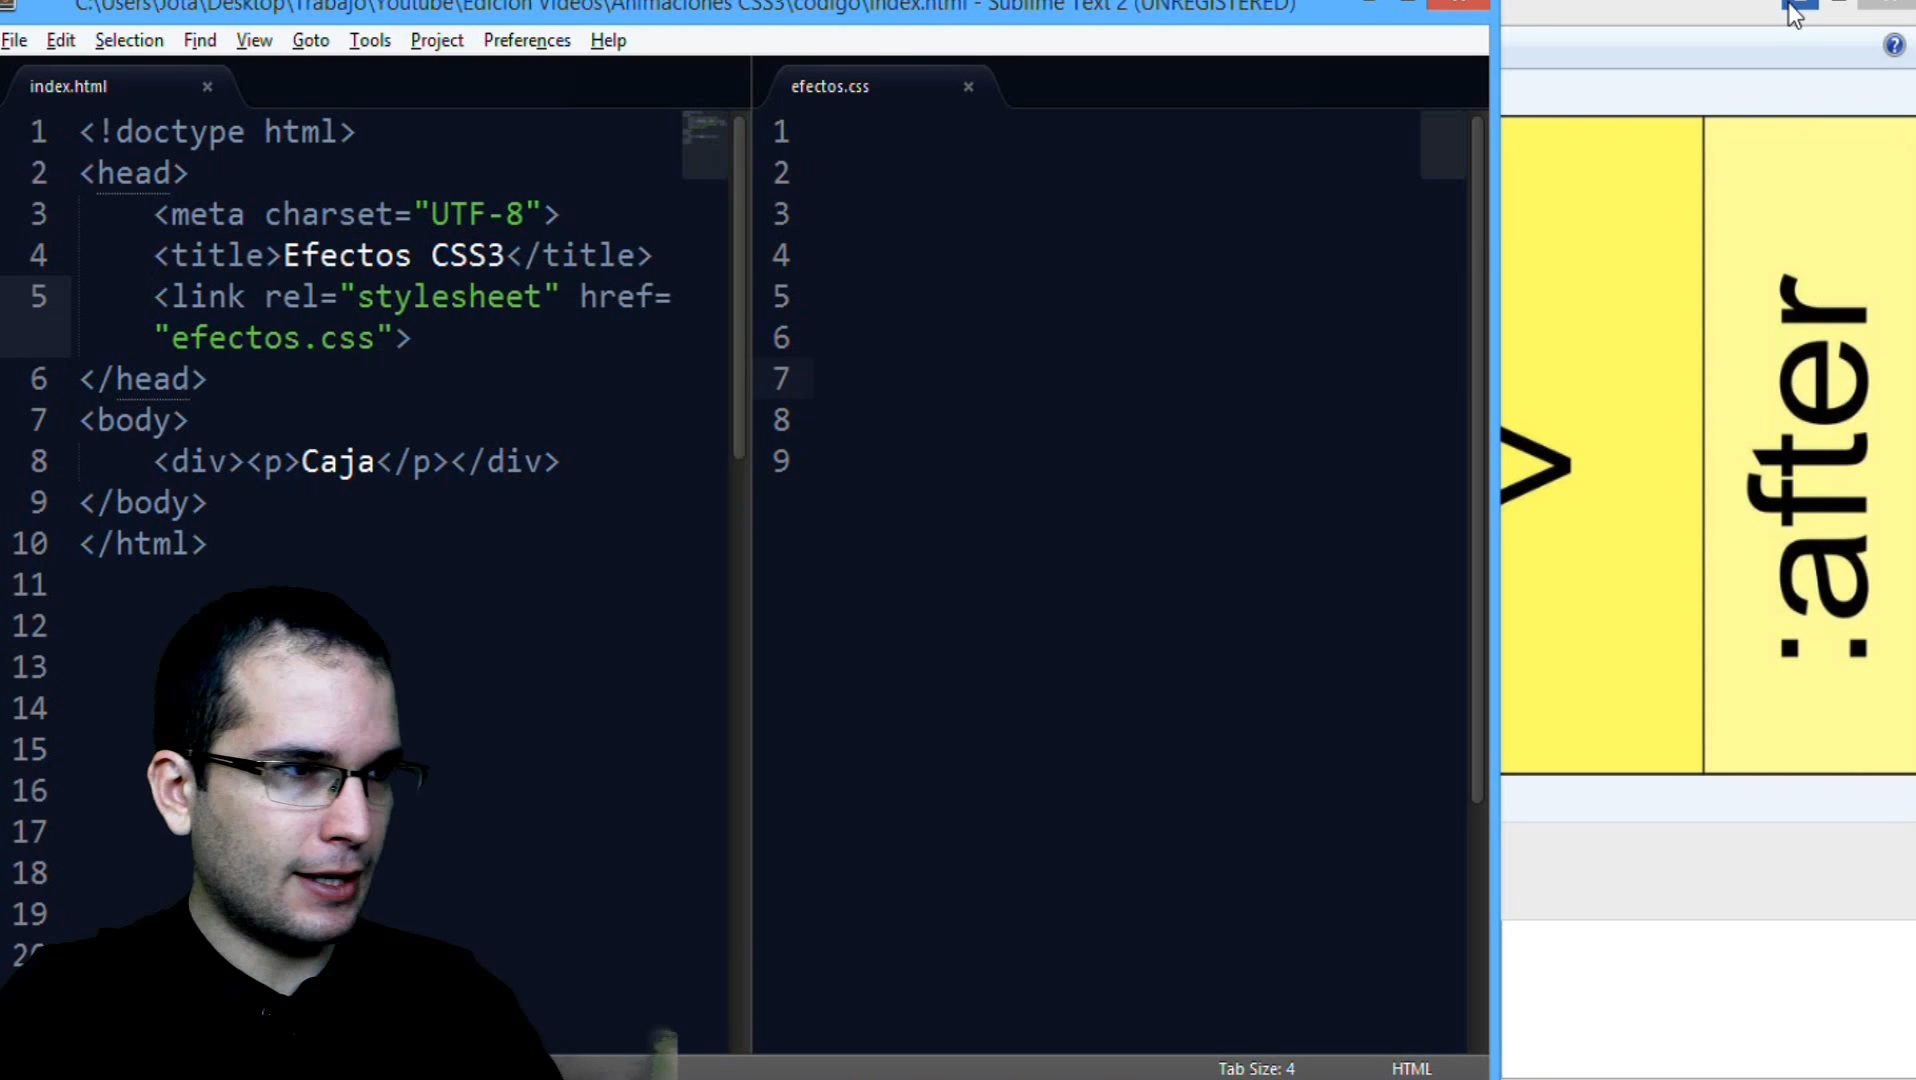 C:\Users\Jota\Desktop\Trabajo\Youtube\Edicion Videos\Animaciones CSS3\codigo\index.html - Sublime Text 2 (UNREGISTERED)
File Edit Selection Find View Goto Tools Project Preferences Help
index.html
efectos.css
1 <!doctype html>
2 <head>
3 <meta charset="UTF-8">
4 <title>Efectos CSS3</title>
5 <link rel="stylesheet" href=
"efectos.css">
6 </head>
7 <body>
8 <div><p>Caja</p></div>
9 </body>
10 </html>
11
12
13
14
15
16
17
18
19
1
2
3
4
5
6
7
8
9
:after
Tab Size: 4 HTML